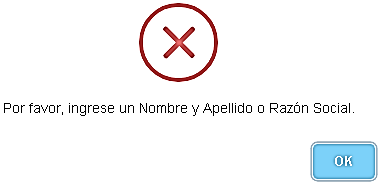 Por favor, ingrese un Nombre y Apellido o Razón Social.
OK